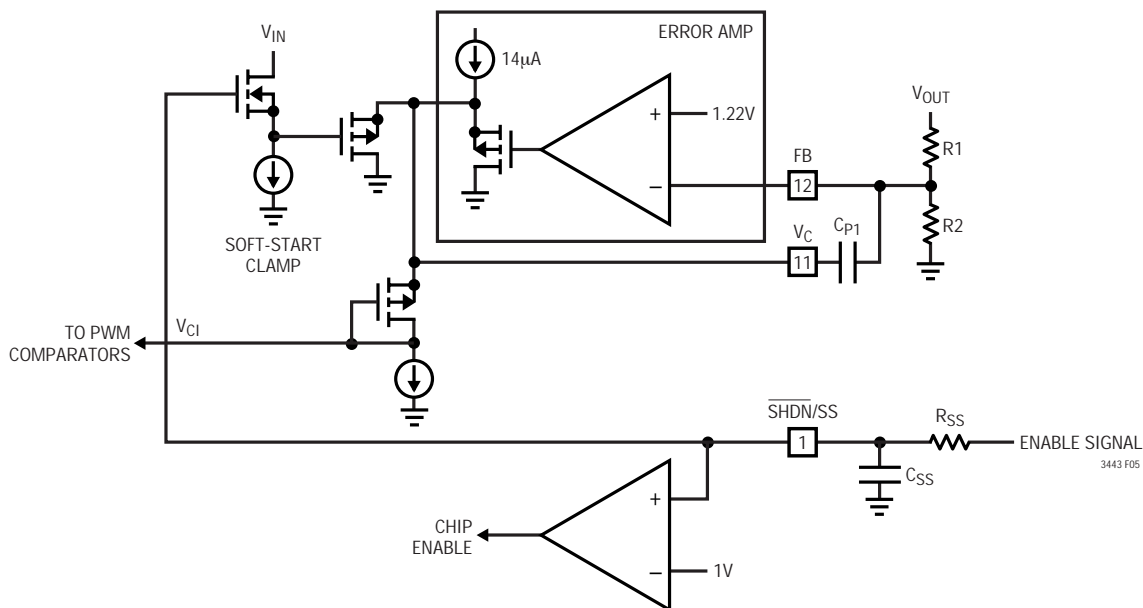 ERROR AMP
V_IN
14µA
1.22V
V_OUT
+
R1
FB
−
12
R2
V_C
C_P1
11
SOFT-START
CLAMP
V_CI
TO PWM
COMPARATORS
SHDN/SS
R_SS
1
ENABLE SIGNAL
3443 F05
C_SS
+
CHIP
ENABLE
−
1V